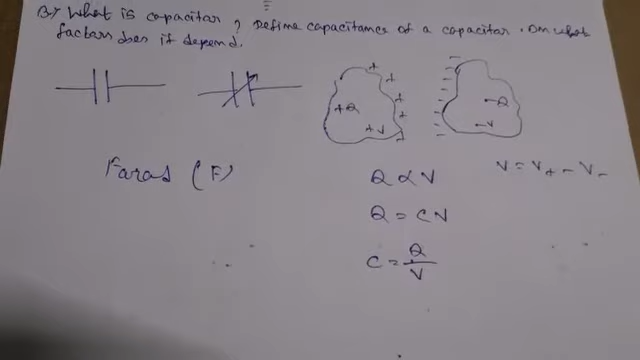 Q) What is capacitor, Define capacitance of a capacitor. On what
factors does it depend.
+Q
+V
-Q
-V
Farad (F)
Q ∝ V
V = V+ - V-
Q = CV
C = Q/V